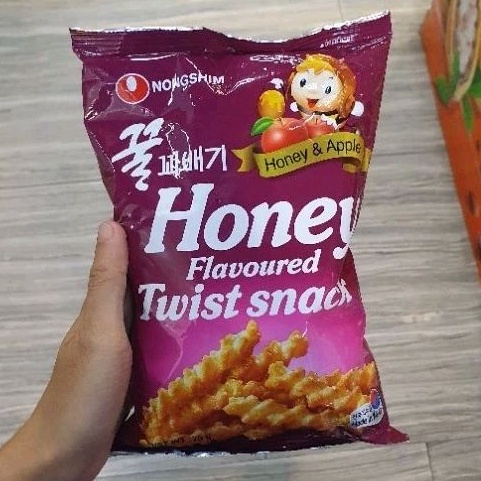 NONGSHIM
꿀꽈배기
Honey & Apple
Honey
Flavoured
Twist snack